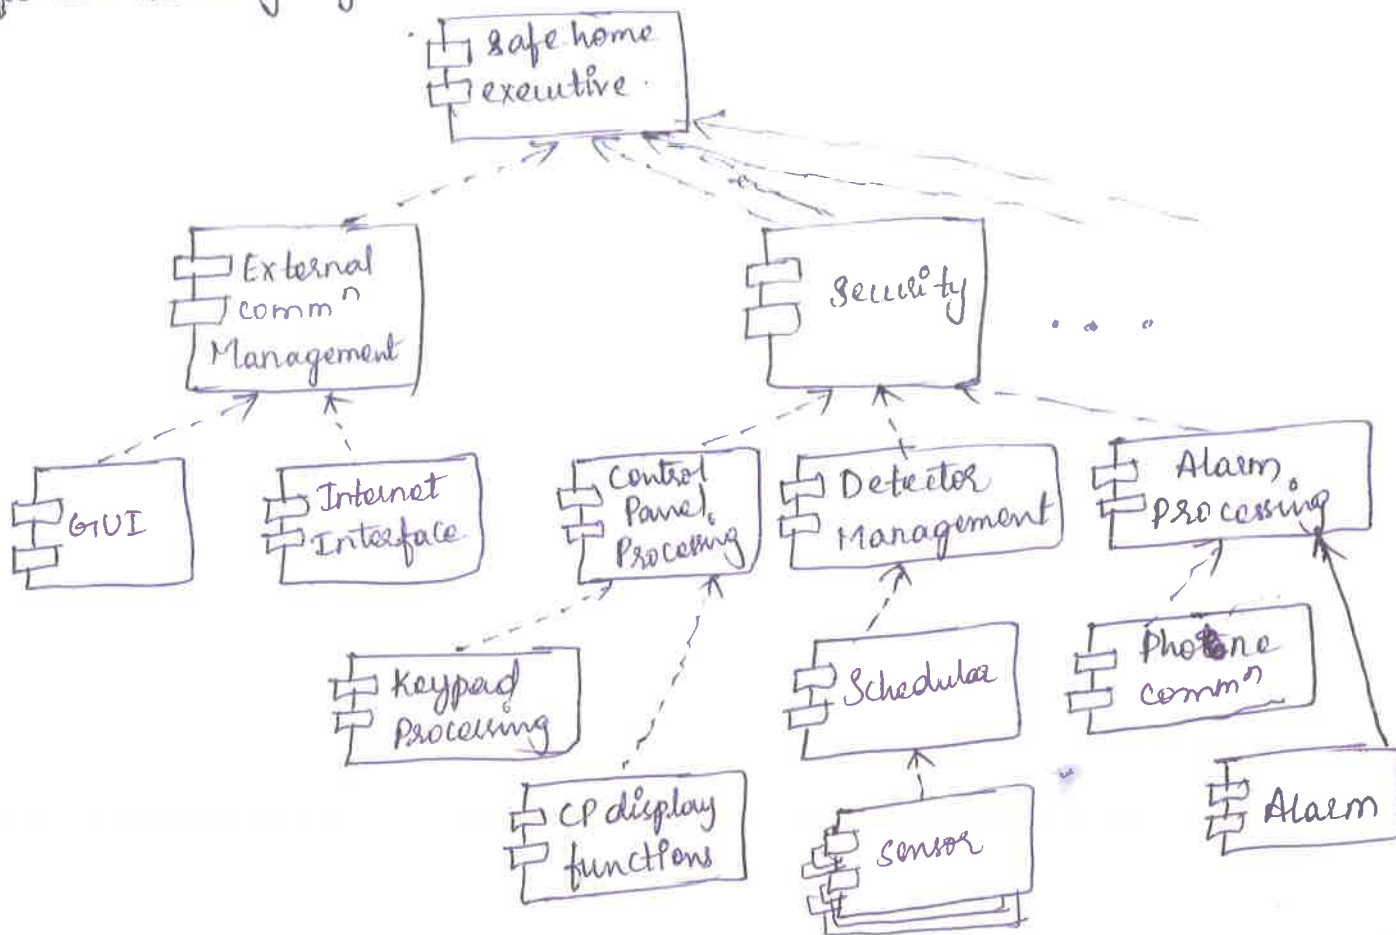 safe home
executive.
External
commⁿ
Management
Security
. . .
GUI
Internet
Interface
Control
Panel
Processing
Detector
Management
Alarm
Processing
Keypad
Processing
Schedular
Phone
commⁿ
CP display
functions
Sensor
Alarm